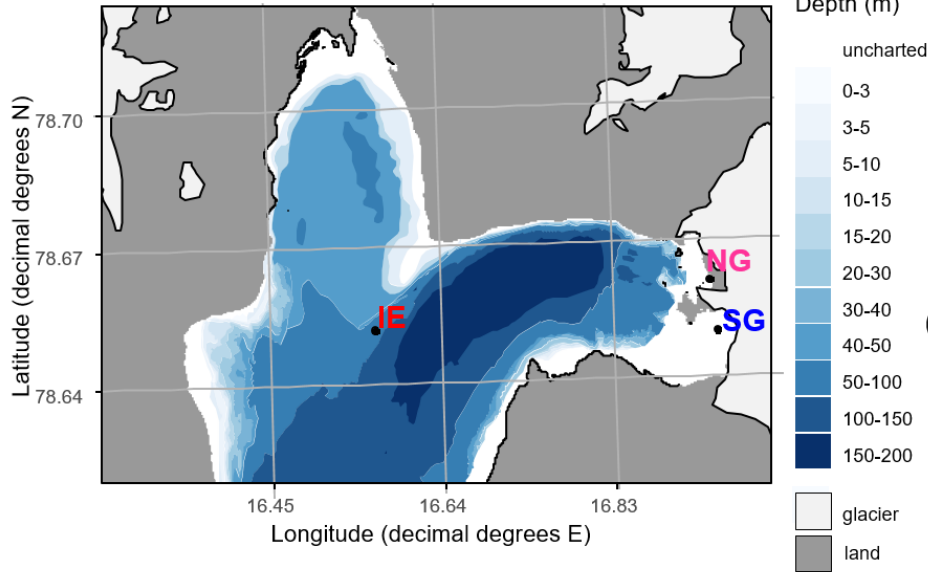 Depth (m)
uncharted
0-3
3-5
5-10
10-15
15-20
20-30
30-40
40-50
50-100
100-150
150-200
glacier
land
Latitude (decimal degrees N)
78.70
78.67
78.64
NG
SG
IE
16.45
16.64
16.83
Longitude (decimal degrees E)